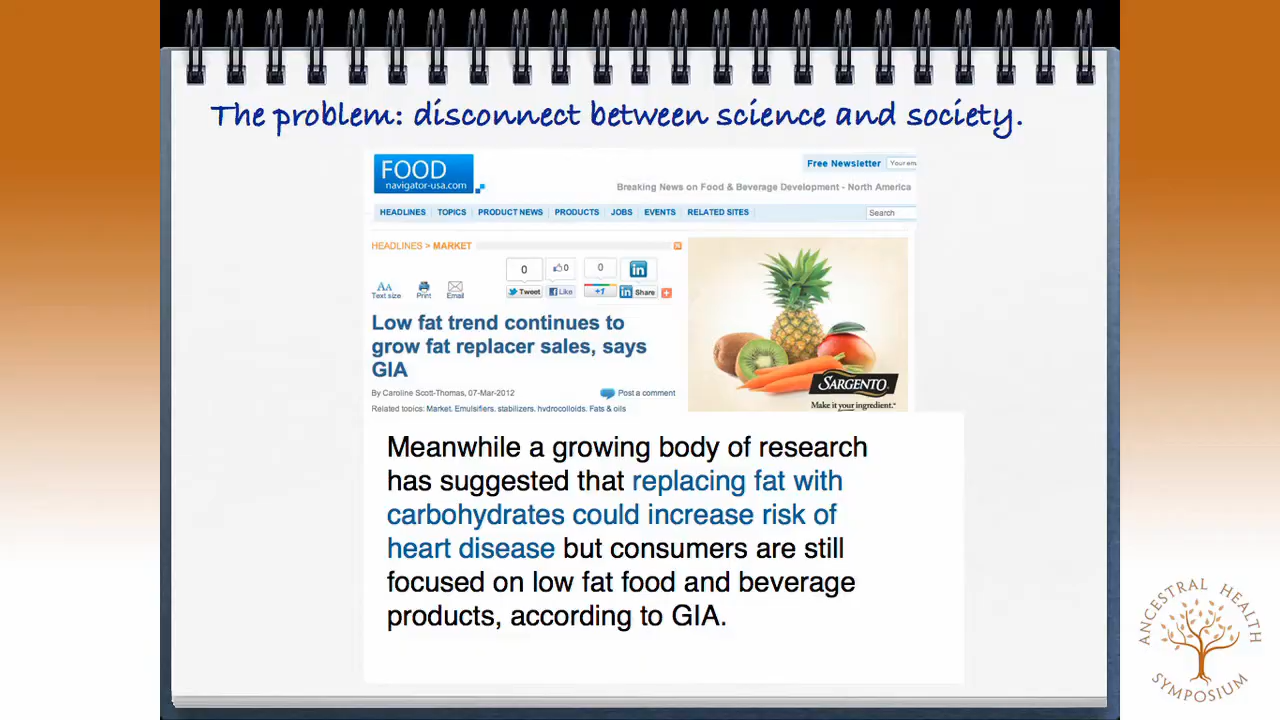 The problem: disconnect between science and society.
FOOD
navigator-usa.com
Free Newsletter
Breaking News on Food & Beverage Development - North America
HEADLINES TOPICS PRODUCT NEWS PRODUCTS JOBS EVENTS RELATED SITES Search
HEADLINES > MARKET
0 0 0 in
Text size Print Email Tweet Like +1 in Share
Low fat trend continues to
grow fat replacer sales, says
GIA
By Caroline Scott-Thomas, 07-Mar-2012 Post a comment
Related topics: Market, Emulsifiers, stabilizers, hydrocolloids, Fats & oils
SARGENTO
Make it your ingredient.
Meanwhile a growing body of research
has suggested that replacing fat with
carbohydrates could increase risk of
heart disease but consumers are still
focused on low fat food and beverage
products, according to GIA.
ANCESTRAL HEALTH
SYMPOSIUM